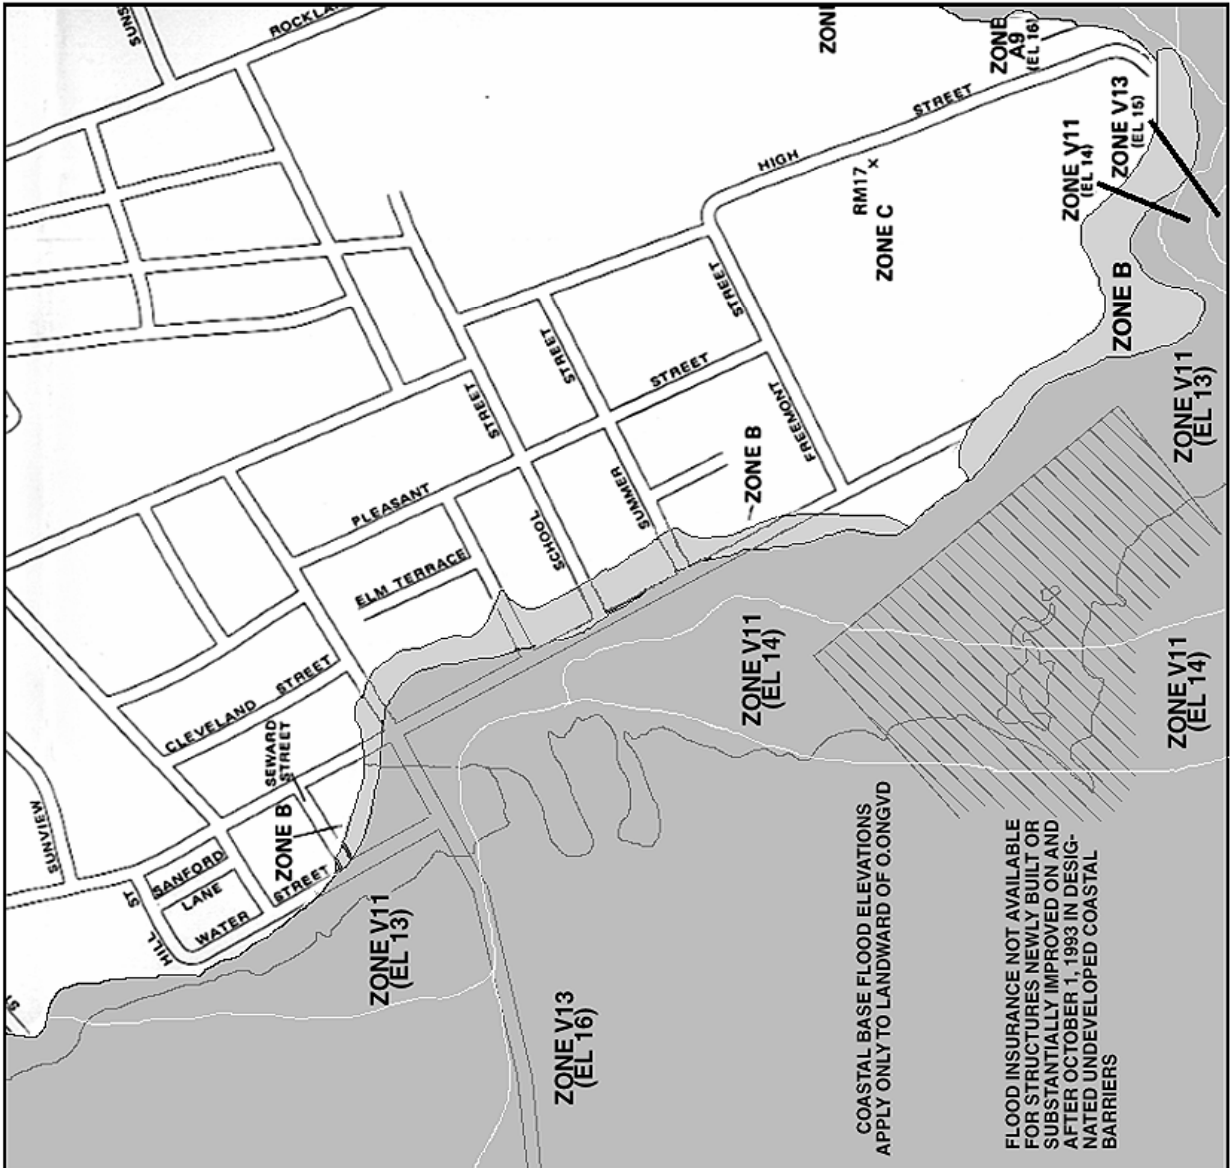 SUNS
ROCKLA
ZONE
ZONE
A9
(EL 16)
STREET
ZONE V13
(EL 15)
ZONE V11
(EL 14)
HIGH
RM17 x
ZONE C
STREET
STREET
STREET
STREET
ZONE B
ZONE V11
(EL 13)
FREEMONT
ZONE B
SUMMER
PLEASANT
SCHOOL
ELM TERRACE
ZONE V11
(EL 14)
ZONE V11
(EL 14)
CLEVELAND STREET
SEWARD
STREET
ZONE B
SUNVIEW
SANFORD
LANE
STREET
WATER
HILL ST
ST
ZONE V11
(EL 13)
ZONE V13
(EL 16)
COASTAL BASE FLOOD ELEVATIONS
APPLY ONLY TO LANDWARD OF O.ONGVD
FLOOD INSURANCE NOT AVAILABLE
FOR STRUCTURES NEWLY BUILT OR
SUBSTANTIALLY IMPROVED ON AND
AFTER OCTOBER 1, 1993 IN DESIG-
NATED UNDEVELOPED COASTAL
BARRIERS